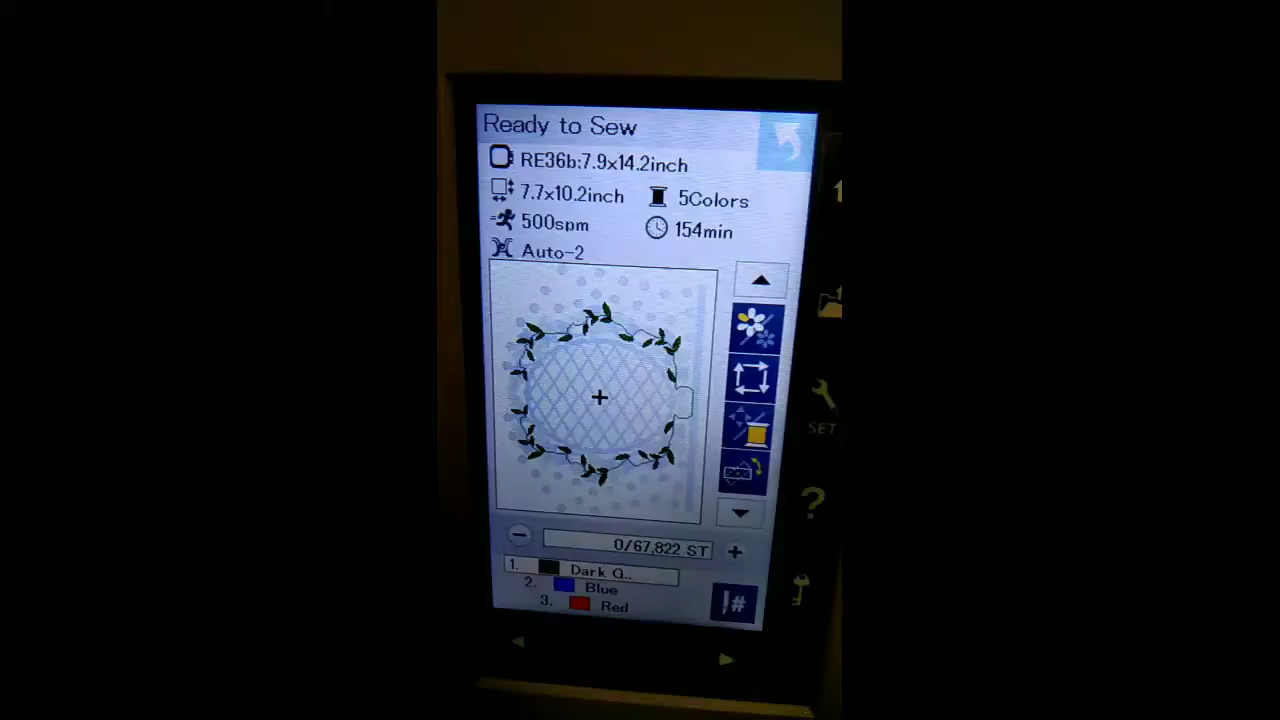 Ready to Sew
RE36b:7.9x14.2inch
7.7x10.2inch 5Colors
500spm 154min
Auto-2
SET
?
0/67,822 ST
1. Dark G..
2. Blue
3. Red
#